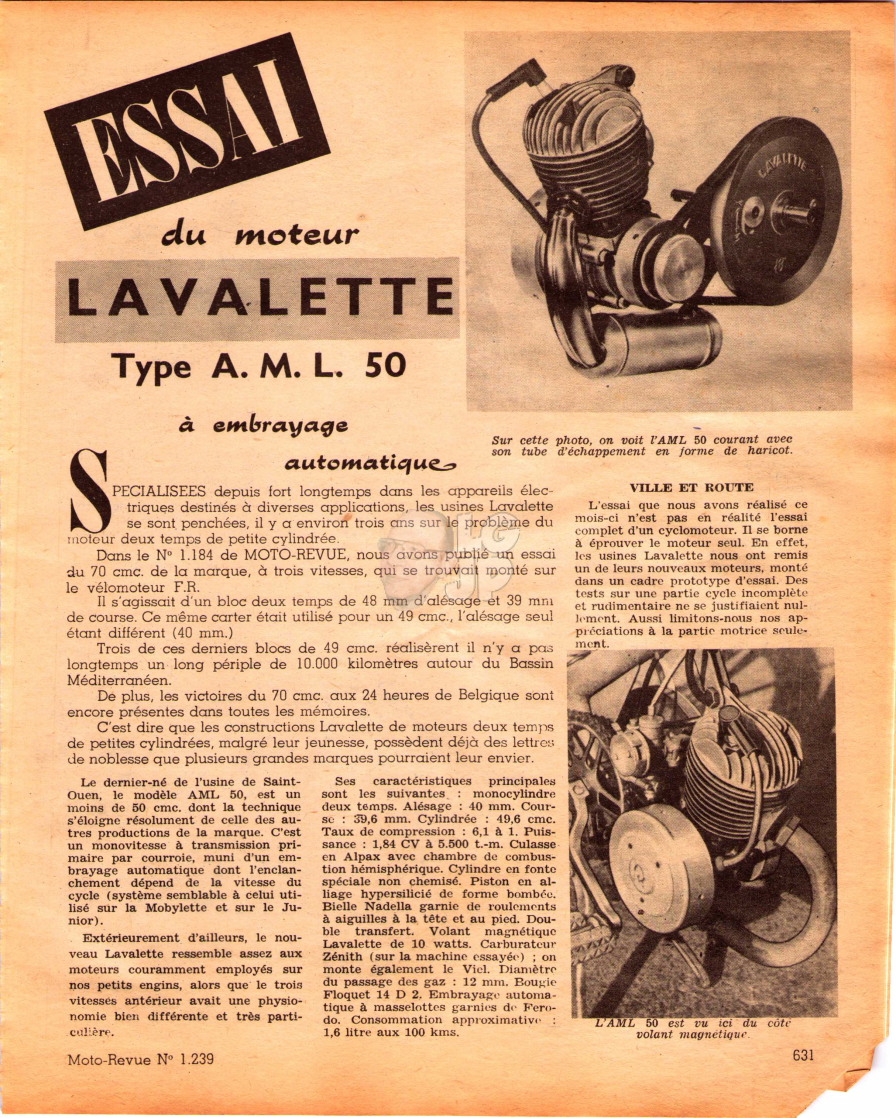 ESSAI
du moteur
LAVALETTE
Type A. M. L. 50
à embrayage
automatique
LAVALETTE
Sur cette photo, on voit l'AML 50 courant avec
son tube d'échappement en forme de haricot.
SPECIALISEES depuis fort longtemps dans les appareils élec-
triques destinés à diverses applications, les usines Lavalette
se sont penchées, il y a environ trois ans sur le problème du
moteur deux temps de petite cylindrée.
Dans le N° 1.184 de MOTO-REVUE, nous avons publié un essai
du 70 cmc. de la marque, à trois vitesses, qui se trouvait monté sur
le vélomoteur F.R.
Il s'agissait d'un bloc deux temps de 48 mm d'alésage et 39 mm
de course. Ce même carter était utilisé pour un 49 cmc., l'alésage seul
étant différent (40 mm.)
Trois de ces derniers blocs de 49 cmc. réalisèrent il n'y a pas
longtemps un long périple de 10.000 kilomètres autour du Bassin
Méditerranéen.
De plus, les victoires du 70 cmc. aux 24 heures de Belgique sont
encore présentes dans toutes les mémoires.
C'est dire que les constructions Lavalette de moteurs deux temps
de petites cylindrées, malgré leur jeunesse, possèdent déjà des lettres
de noblesse que plusieurs grandes marques pourraient leur envier.
Le dernier-né de l'usine de Saint-
Ouen, le modèle AML 50, est un
moins de 50 cmc. dont la technique
s'éloigne résolument de celle des au-
tres productions de la marque. C'est
un monovitesse à transmission pri-
maire par courroie, muni d'un em-
brayage automatique dont l'enclan-
chement dépend de la vitesse du
cycle (système semblable à celui uti-
lisé sur la Mobylette et sur le Ju-
nior).
Extérieurement d'ailleurs, le nou-
veau Lavalette ressemble assez aux
moteurs couramment employés sur
nos petits engins, alors que le trois
vitesses antérieur avait une physio-
nomie bien différente et très parti-
culière.
Ses caractéristiques principales
sont les suivantes : monocylindre
deux temps. Alésage : 40 mm. Cour-
se : 39,6 mm. Cylindrée : 49,6 cmc.
Taux de compression : 6,1 à 1. Puis-
sance : 1,84 CV à 5.500 t.-m. Culasse
en Alpax avec chambre de combus-
tion hémisphérique. Cylindre en fonte
spéciale non chemisé. Piston en al-
liage hypersilicié de forme bombée.
Bielle Nadella garnie de roulements
à aiguilles à la tête et au pied. Dou-
ble transfert. Volant magnétique
Lavalette de 10 watts. Carburateur
Zénith (sur la machine essayée) ; on
monte également le Viel. Diamètre
du passage des gaz : 12 mm. Bougie
Floquet 14 D 2. Embrayage automa-
tique à masselottes garnies de Fero-
do. Consommation approximative :
1,6 litre aux 100 kms.
VILLE ET ROUTE
L'essai que nous avons réalisé ce
mois-ci n'est pas en réalité l'essai
complet d'un cyclomoteur. Il se borne
à éprouver le moteur seul. En effet,
les usines Lavalette nous ont remis
un de leurs nouveaux moteurs, monté
dans un cadre prototype d'essai. Des
tests sur une partie cycle incomplète
et rudimentaire ne se justifiaient nul-
lement. Aussi limitons-nous nos ap-
préciations à la partie motrice seule-
ment.
L'AML 50 est vu ici du côté
volant magnétique.
Moto-Revue N° 1.239
631